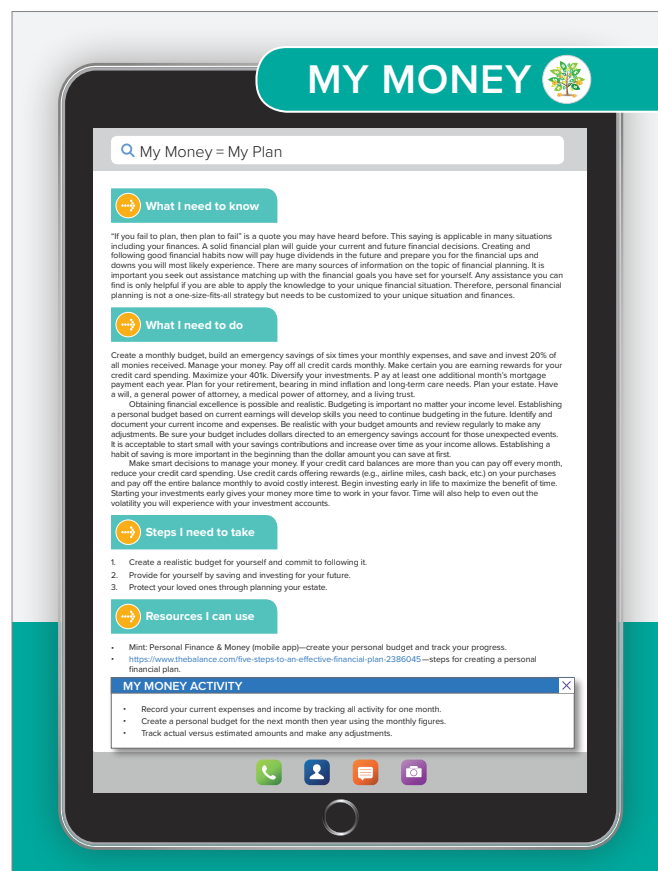 MY MONEY
My Money = My Plan
What I need to know
“If you fail to plan, then plan to fail” is a quote you may have heard before. This saying is applicable in many situations
including your finances. A solid financial plan will guide your current and future financial decisions. Creating and
following good financial habits now will pay huge dividends in the future and prepare you for the financial ups and
downs you will most likely experience. There are many sources of information on the topic of financial planning. It is
important you seek out assistance matching up with the financial goals you have set for yourself. Any assistance you can
find is only helpful if you are able to apply the knowledge to your unique financial situation. Therefore, personal financial
planning is not a one-size-fits-all strategy but needs to be customized to your unique situation and finances.
What I need to do
Create a monthly budget, build an emergency savings of six times your monthly expenses, and save and invest 20% of
all monies received. Manage your money. Pay off all credit cards monthly. Make certain you are earning rewards for your
credit card spending. Maximize your 401k. Diversify your investments. P ay at least one additional month’s mortgage
payment each year. Plan for your retirement, bearing in mind inflation and long-term care needs. Plan your estate. Have
a will, a general power of attorney, a medical power of attorney, and a living trust.
Obtaining financial excellence is possible and realistic. Budgeting is important no matter your income level. Establishing
a personal budget based on current earnings will develop skills you need to continue budgeting in the future. Identify and
document your current income and expenses. Be realistic with your budget amounts and review regularly to make any
adjustments. Be sure your budget includes dollars directed to an emergency savings account for those unexpected events.
It is acceptable to start small with your savings contributions and increase over time as your income allows. Establishing a
habit of saving is more important in the beginning than the dollar amount you can save at first.
Make smart decisions to manage your money. If your credit card balances are more than you can pay off every month,
reduce your credit card spending. Use credit cards offering rewards (e.g., airline miles, cash back, etc.) on your purchases
and pay off the entire balance monthly to avoid costly interest. Begin investing early in life to maximize the benefit of time.
Starting your investments early gives your money more time to work in your favor. Time will also help to even out the
volatility you will experience with your investment accounts.
Steps I need to take
1. Create a realistic budget for yourself and commit to following it.
2. Provide for yourself by saving and investing for your future.
3. Protect your loved ones through planning your estate.
Resources I can use
• Mint: Personal Finance & Money (mobile app)—create your personal budget and track your progress.
• https://www.thebalance.com/five-steps-to-an-effective-financial-plan-2386045—steps for creating a personal
financial plan.
MY MONEY ACTIVITY
• Record your current expenses and income by tracking all activity for one month.
• Create a personal budget for the next month then year using the monthly figures.
• Track actual versus estimated amounts and make any adjustments.